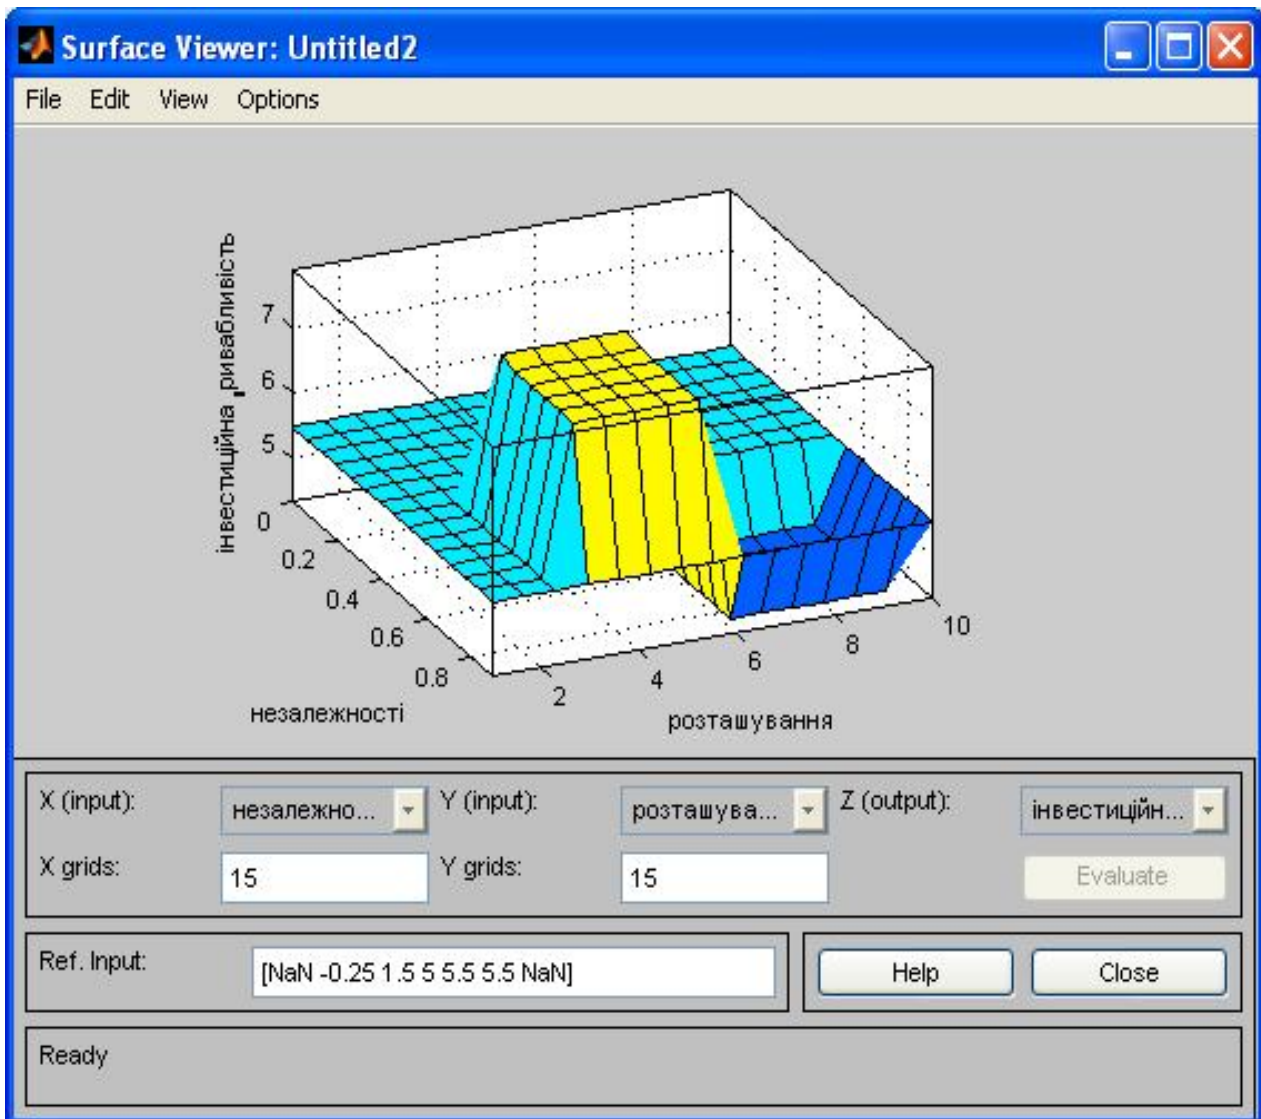 Surface Viewer: Untitled2
File Edit View Options
інвестиційна ривабливість
7
6
5
0
0.2
0.4
0.6
0.8
незалежності
2
4
6
8
10
розташування
X (input): незалежно... Y (input): розташува... Z (output): інвестиційн...
X grids: 15 Y grids: 15 Evaluate
Ref. Input: [NaN -0.25 1.5 5 5.5 5.5 NaN] Help Close
Ready